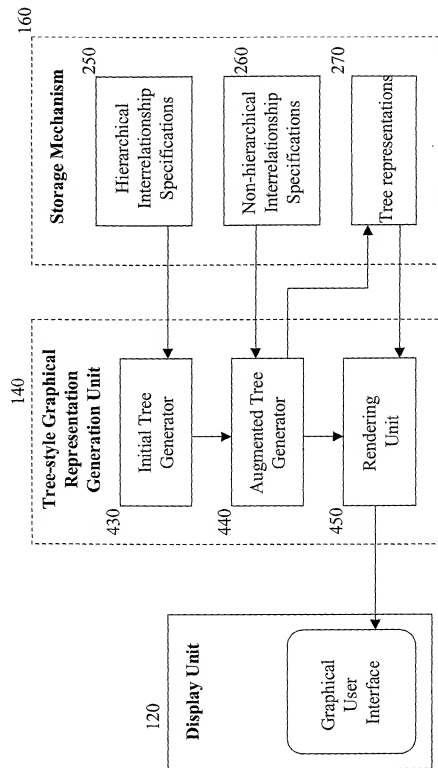 160
Storage Mechanism
250
Hierarchical
Interrelationship
Specifications
260
Non-hierarchical
Interrelationship
Specifications
270
Tree representations
140
Tree-style Graphical
Representation
Generation Unit
430
Initial Tree
Generator
440
Augmented Tree
Generator
450
Rendering
Unit
120
Display Unit
Graphical
User
Interface